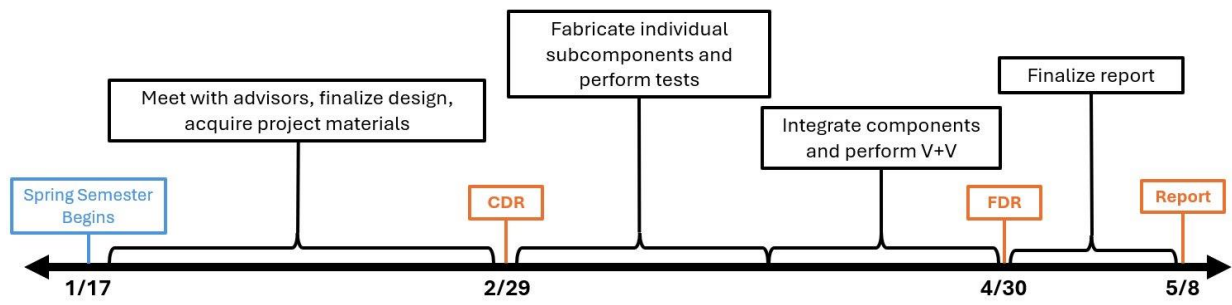 Fabricate individual
subcomponents and
perform tests
Finalize report
Meet with advisors, finalize design,
acquire project materials
Integrate components
and perform V+V
Spring Semester
Begins
CDR
FDR
Report
1/17
2/29
4/30
5/8